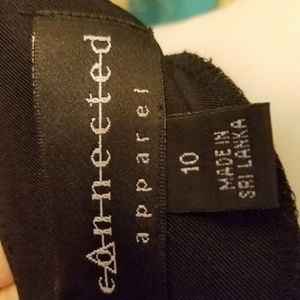 connected
apparel
10
MADE IN
SRI LANKA